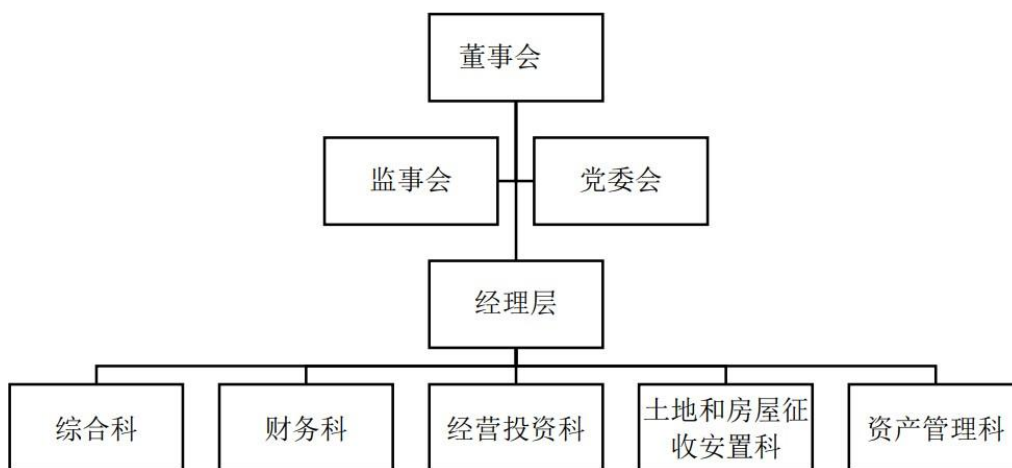 董事会
监事会
党委会
经理层
综合科
财务科
经营投资科
土地和房屋征
收安置科
资产管理科